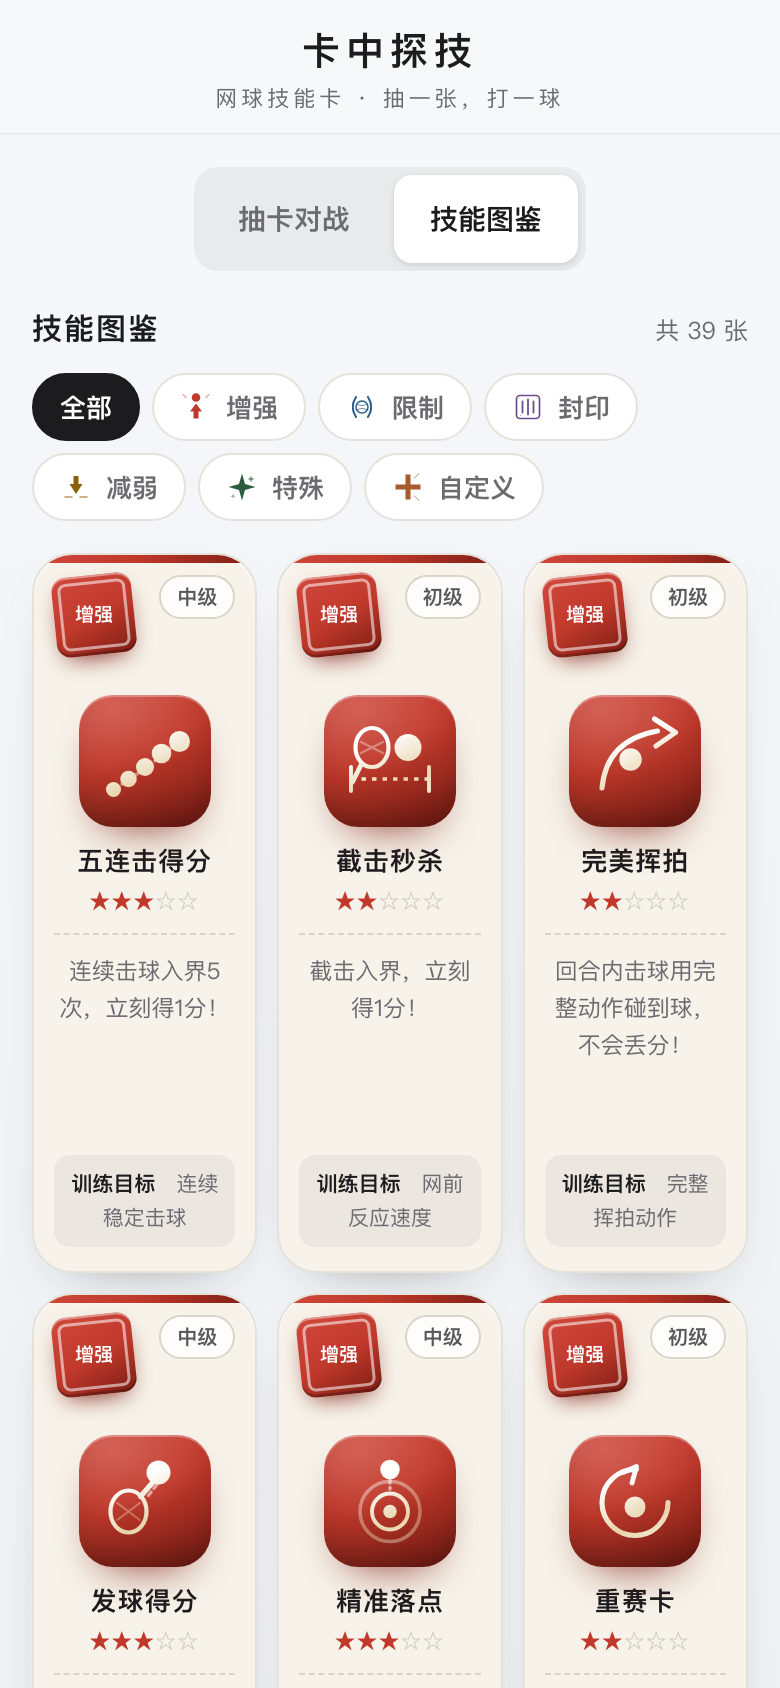 卡中探技
网球技能卡 · 抽一张，打一球
抽卡对战 技能图鉴
技能图鉴 共 39 张
全部 增强 限制 封印
减弱 特殊 自定义
增强 中级
五连击得分
★★★☆☆
连续击球入界5
次，立刻得1分！
训练目标 连续
稳定击球
增强 初级
截击秒杀
★★☆☆☆
截击入界，立刻
得1分！
训练目标 网前
反应速度
增强 初级
完美挥拍
★★☆☆☆
回合内击球用完
整动作碰到球，
不会丢分！
训练目标 完整
挥拍动作
增强 中级
发球得分
★★★☆☆
增强 中级
精准落点
★★★☆☆
增强 初级
重赛卡
★★☆☆☆